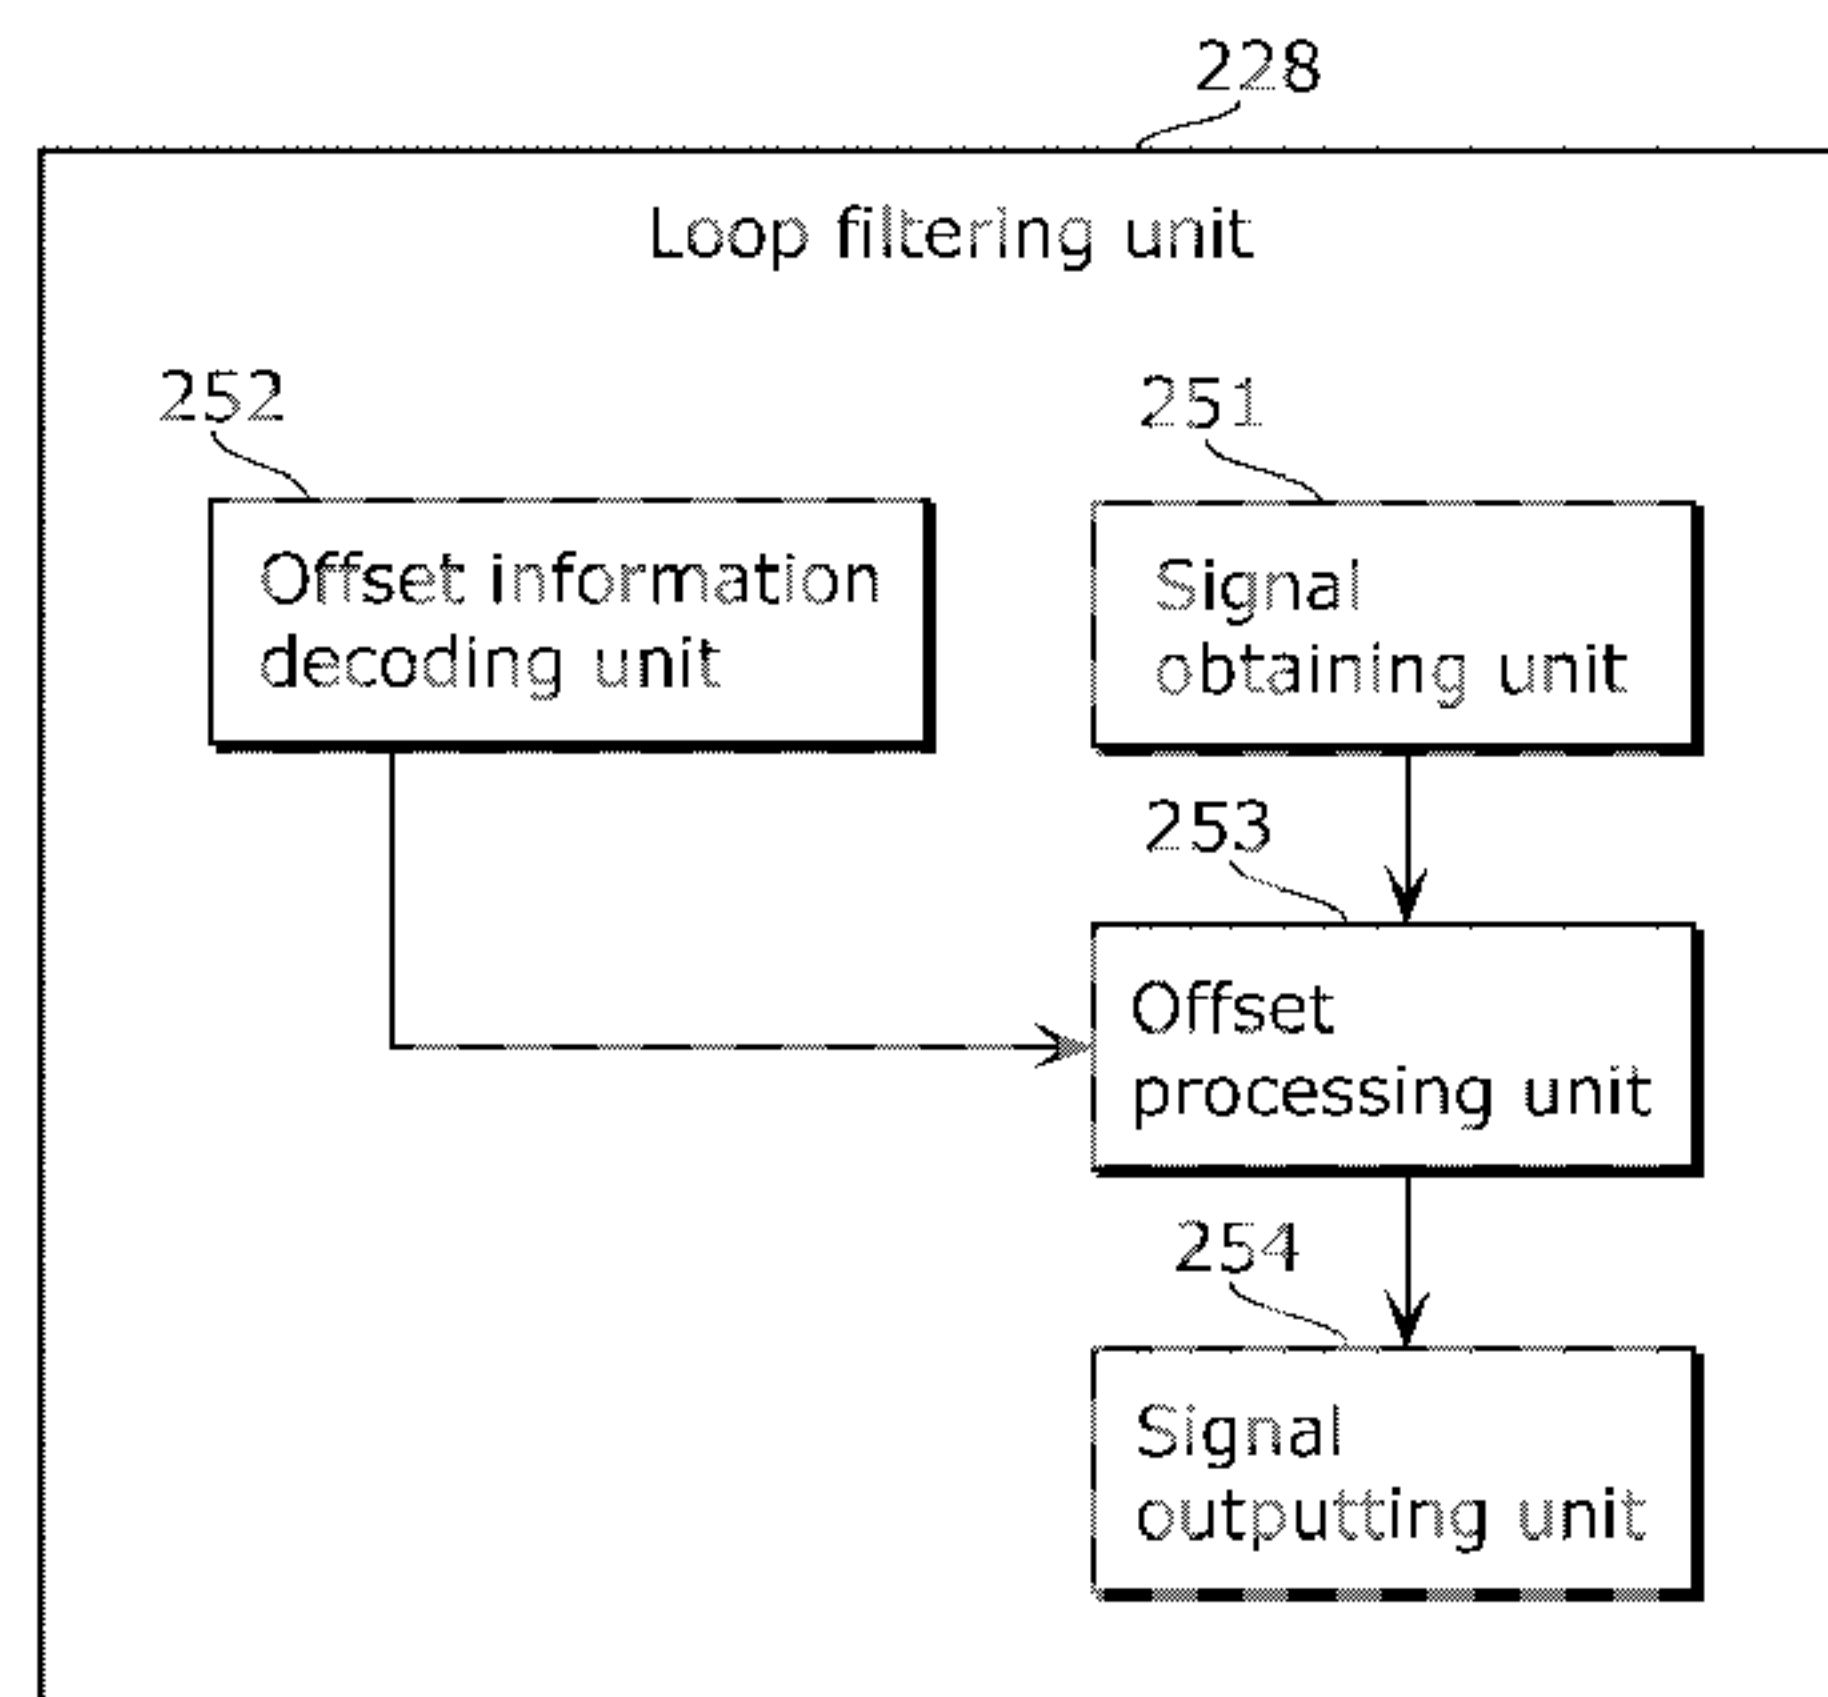 228
Loop filtering unit
252
251
Offset information
decoding unit
Signal
obtaining unit
253
Offset
processing unit
254
Signal
outputting unit